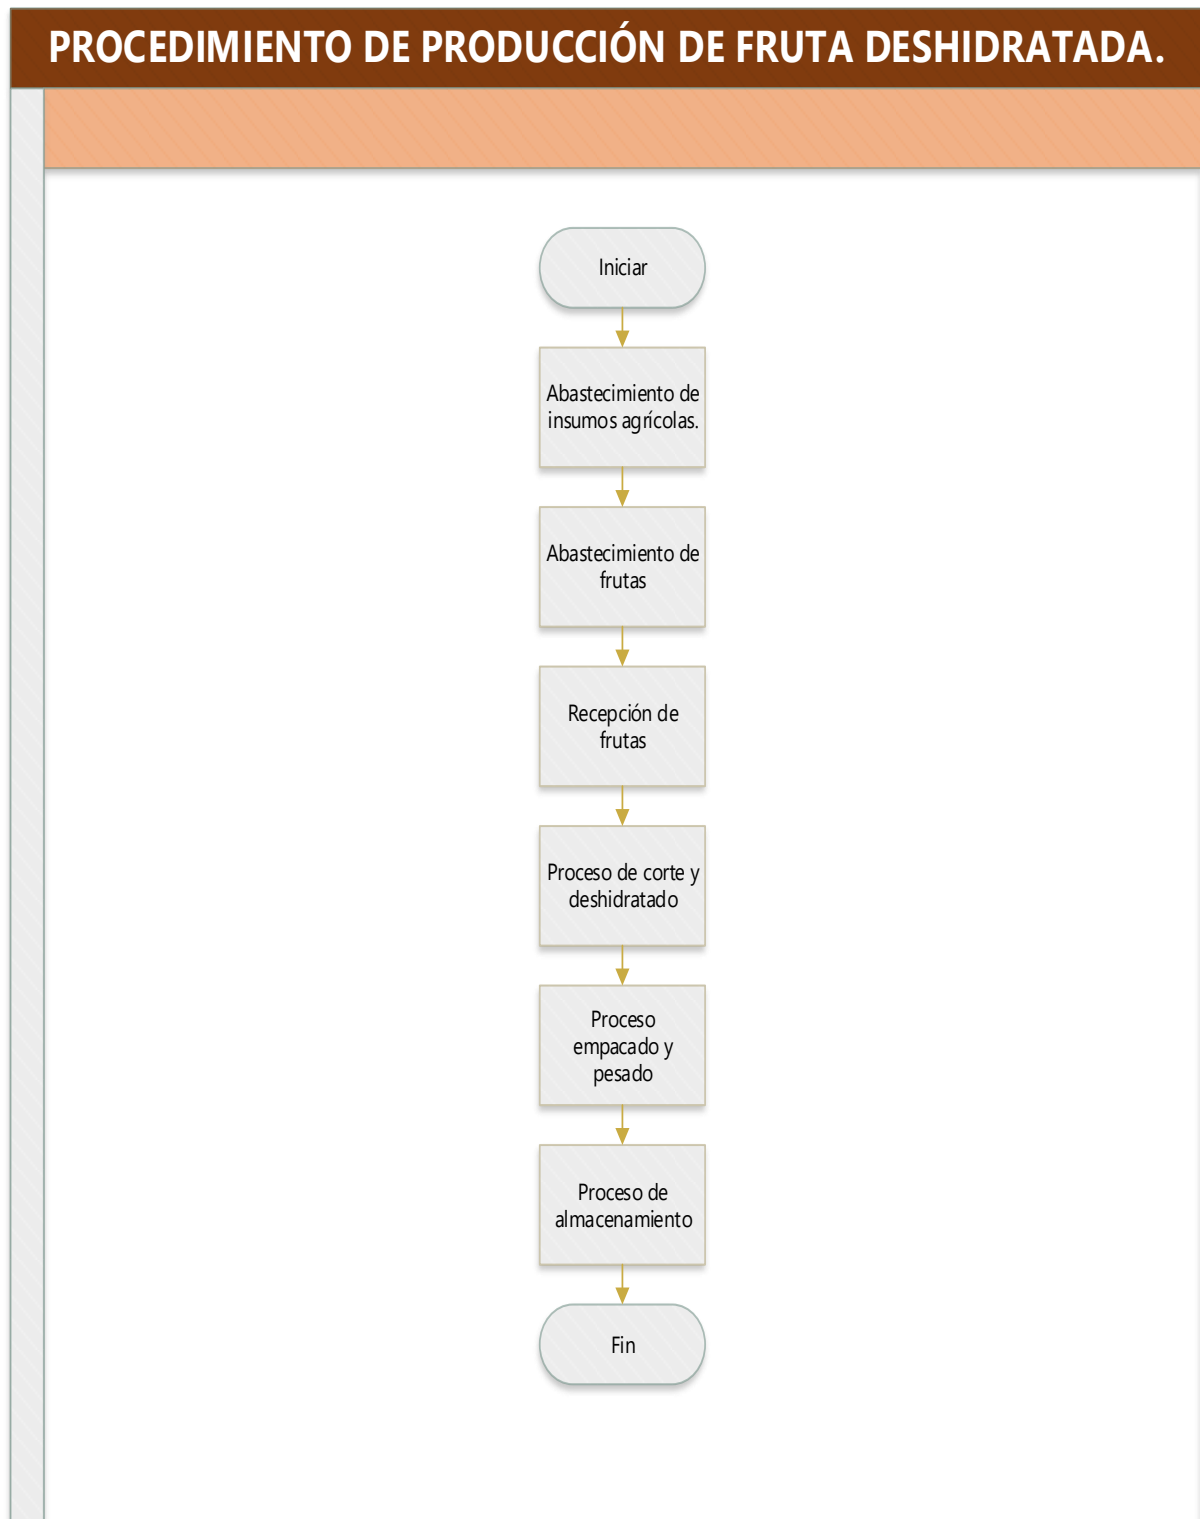 PROCEDIMIENTO DE PRODUCCIÓN DE FRUTA DESHIDRATADA.
Iniciar
Abastecimiento de
insumos agrícolas.
Abastecimiento de
frutas
Recepción de
frutas
Proceso de corte y
deshidratado
Proceso
empacado y
pesado
Proceso de
almacenamiento
Fin